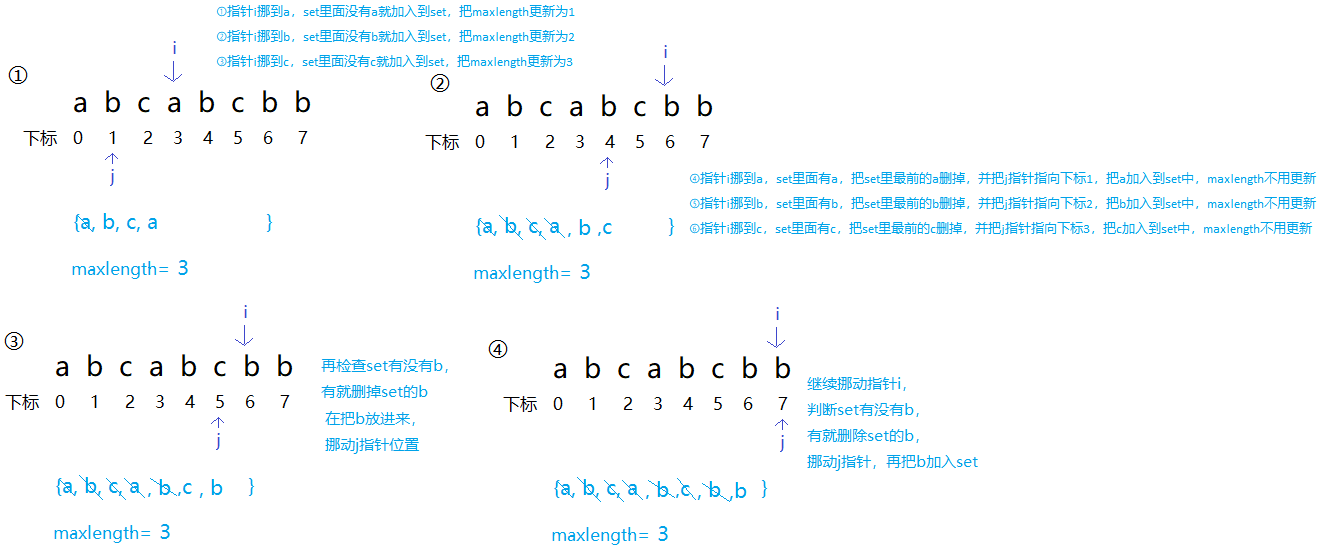 ①指针i挪到a，set里面没有a就加入到set，把maxlength更新为1
②指针i挪到b，set里面没有b就加入到set，把maxlength更新为2
③指针i挪到c，set里面没有c就加入到set，把maxlength更新为3
①
i
a b c a b c b b
下标 0 1 2 3 4 5 6 7
j
{a, b, c, a }
maxlength= 3
②
i
a b c a b c b b
下标 0 1 2 3 4 5 6 7
j
{a, b, c, a , b ,c }
maxlength= 3
④指针i挪到a，set里面有a，把set里最前的a删掉，并把j指针指向下标1，把a加入到set中，maxlength不用更新
⑤指针i挪到b，set里面有b，把set里最前的b删掉，并把j指针指向下标2，把b加入到set中，maxlength不用更新
⑥指针i挪到c，set里面有c，把set里最前的c删掉，并把j指针指向下标3，把c加入到set中，maxlength不用更新
③
i
a b c a b c b b
下标 0 1 2 3 4 5 6 7
j
{a, b, c, a , b ,c , b }
maxlength= 3
再检查set有没有b，
有就删掉set的b
在把b放进来，
挪动j指针位置
④
i
a b c a b c b b
下标 0 1 2 3 4 5 6 7
j
{a, b, c, a , b ,c , b ,b }
maxlength= 3
继续挪动指针i，
判断set有没有b，
有就删除set的b，
挪动j指针，再把b加入set